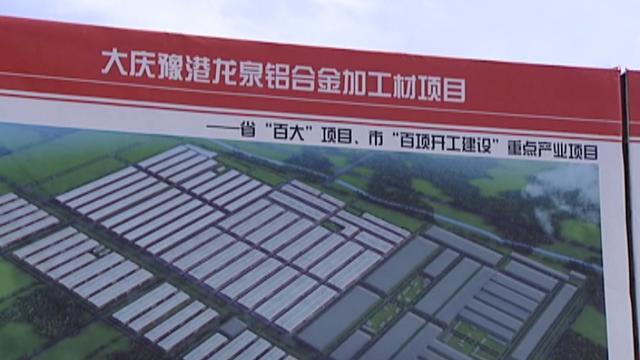 大庆豫港龙泉铝合金加工材项目
——省“百大”项目、市“百项开工建设”重点产业项目